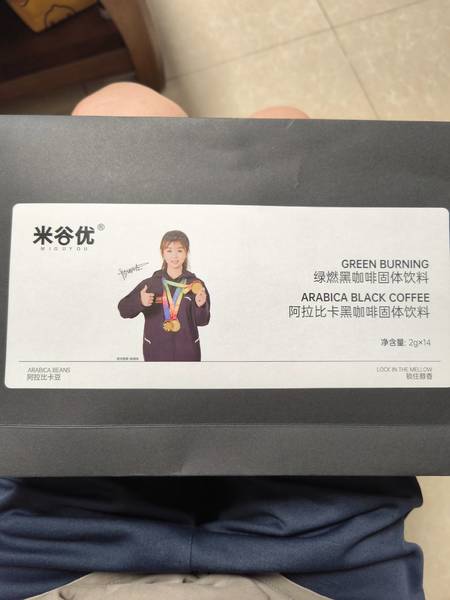 米谷优®
MIGUYOU
GREEN BURNING
绿燃黑咖啡固体饮料
ARABICA BLACK COFFEE
阿拉比卡黑咖啡固体饮料
净含量: 2g×14
ARABICA BEANS
阿拉比卡豆
LOCK IN THE MELLOW
锁住醇香